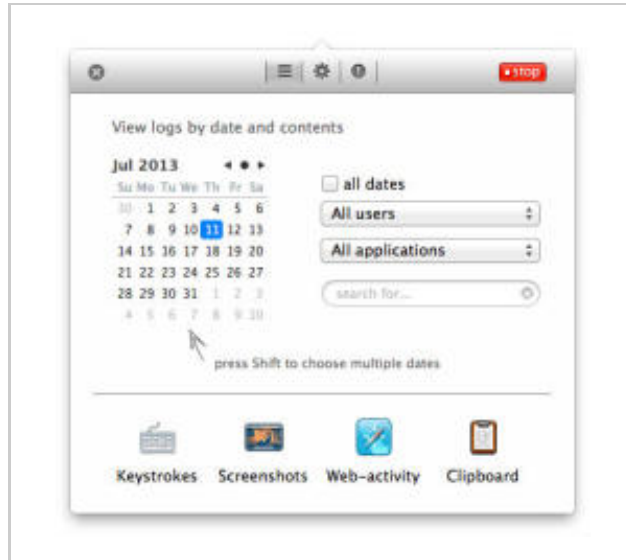 stop
View logs by date and contents
Jul 2013
Su Mo Tu We Th Fr Sa
30 1 2 3 4 5 6
7 8 9 10 11 12 13
14 15 16 17 18 19 20
21 22 23 24 25 26 27
28 29 30 31 1 2 3
4 5 6 7 8 9 10
all dates
All users
All applications
search for...
press Shift to choose multiple dates
Keystrokes Screenshots Web-activity Clipboard